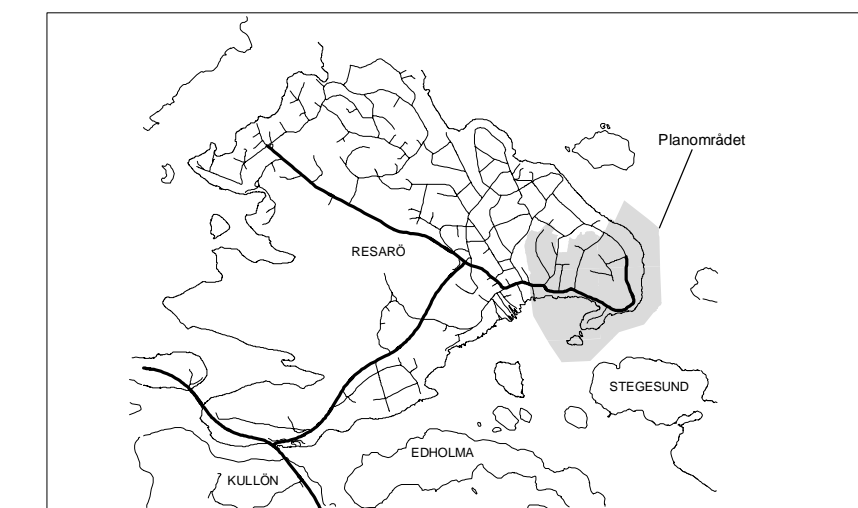 Planområdet
RESARÖ
STEGESUND
EDHOLMA
KULLÖN